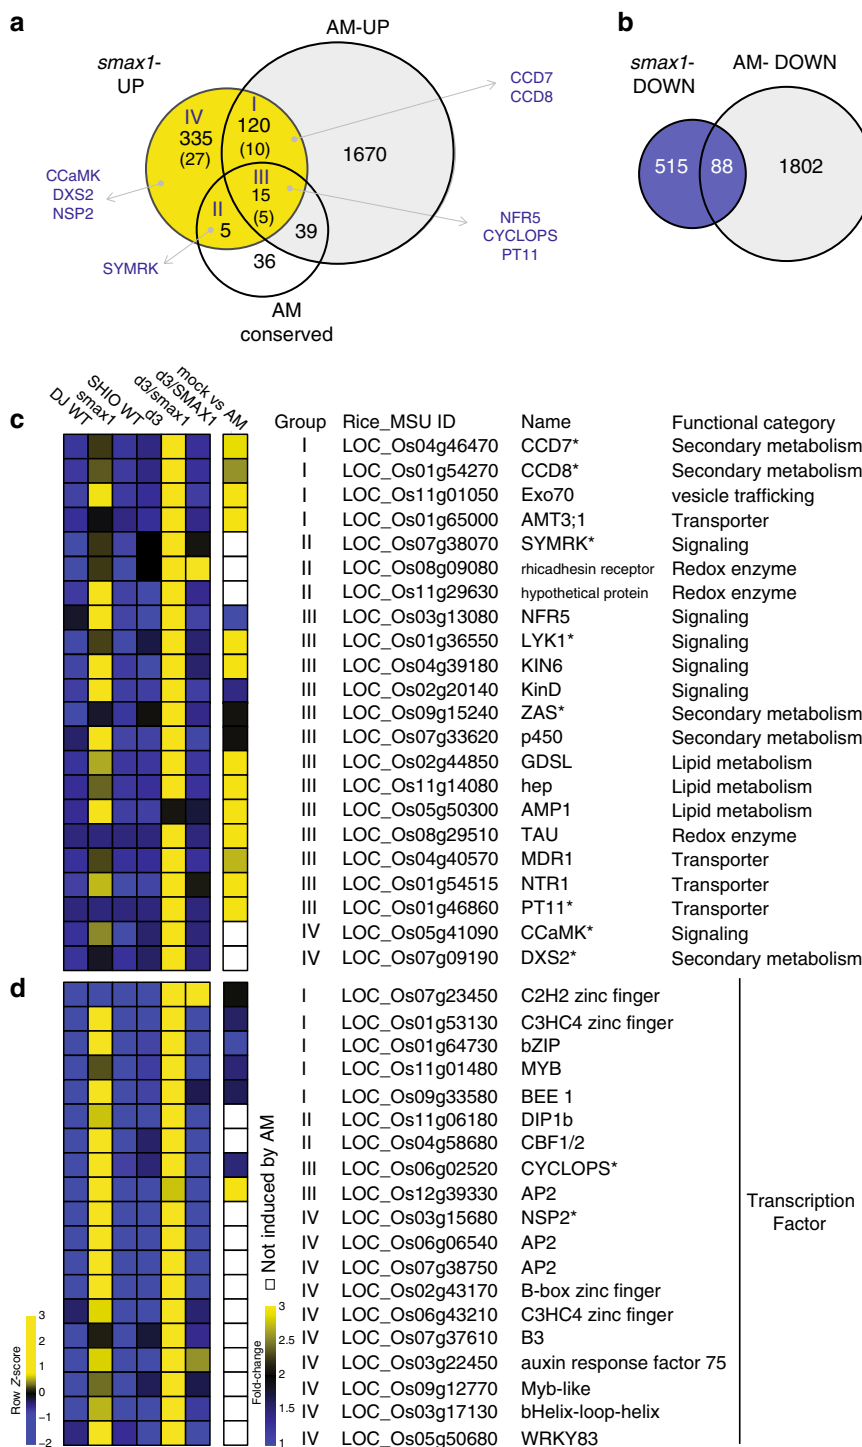 a
smax1-
UP
AM-UP
IV
335
(27)
I
120
(10)
1670
III
15
(5)
II
5
39
36
AM
conserved
CCD7
CCD8
CCaMK
DXS2
NSP2
SYMRK
NFR5
CYCLOPS
PT11
b
smax1-
DOWN
AM- DOWN
515
88
1802
c
DJ WT
smax1
SHIO WT
d3
d3/smax1
d3/SMAX1
mock vs AM
Group Rice_MSU ID Name Functional category
I LOC_Os04g46470 CCD7* Secondary metabolism
I LOC_Os01g54270 CCD8* Secondary metabolism
I LOC_Os11g01050 Exo70 vesicle trafficking
I LOC_Os01g65000 AMT3;1 Transporter
II LOC_Os07g38070 SYMRK* Signaling
II LOC_Os08g09080 rhicadhesin receptor Redox enzyme
II LOC_Os11g29630 hypothetical protein Redox enzyme
III LOC_Os03g13080 NFR5 Signaling
III LOC_Os01g36550 LYK1* Signaling
III LOC_Os04g39180 KIN6 Signaling
III LOC_Os02g20140 KinD Signaling
III LOC_Os09g15240 ZAS* Secondary metabolism
III LOC_Os07g33620 p450 Secondary metabolism
III LOC_Os02g44850 GDSL Lipid metabolism
III LOC_Os11g14080 hep Lipid metabolism
III LOC_Os05g50300 AMP1 Lipid metabolism
III LOC_Os08g29510 TAU Redox enzyme
III LOC_Os04g40570 MDR1 Transporter
III LOC_Os01g54515 NTR1 Transporter
III LOC_Os01g46860 PT11* Transporter
IV LOC_Os05g41090 CCaMK* Signaling
IV LOC_Os07g09190 DXS2* Secondary metabolism
d
I LOC_Os07g23450 C2H2 zinc finger
I LOC_Os01g53130 C3HC4 zinc finger
I LOC_Os01g64730 bZIP
I LOC_Os11g01480 MYB
I LOC_Os09g33580 BEE 1
II LOC_Os11g06180 DIP1b
II LOC_Os04g58680 CBF1/2
III LOC_Os06g02520 CYCLOPS*
III LOC_Os12g39330 AP2
IV LOC_Os03g15680 NSP2*
IV LOC_Os06g06540 AP2
IV LOC_Os07g38750 AP2
IV LOC_Os02g43170 B-box zinc finger
IV LOC_Os06g43210 C3HC4 zinc finger
IV LOC_Os07g37610 B3
IV LOC_Os03g22450 auxin response factor 75
IV LOC_Os09g12770 Myb-like
IV LOC_Os03g17130 bHelix-loop-helix
IV LOC_Os05g50680 WRKY83
Transcription
Factor
Not induced by AM
Row Z-score
3
2
1
0
−1
−2
Fold-change
3
2.5
2
1.5
1